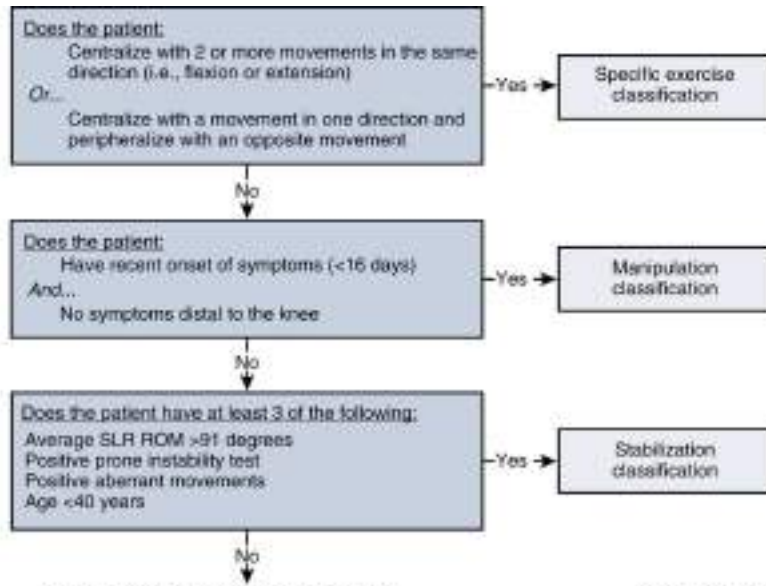 Does the patient:
Centralize with 2 or more movements in the same
direction (i.e., flexion or extension)
Or...
Centralize with a movement in one direction and
peripheralize with an opposite movement
Yes
Specific exercise
classification
No
Does the patient:
Have recent onset of symptoms (<16 days)
And...
No symptoms distal to the knee
Yes
Manipulation
classification
No
Does the patient have at least 3 of the following:
Average SLR ROM >91 degrees
Positive prone instability test
Positive aberrant movements
Age <40 years
Yes
Stabilization
classification
No